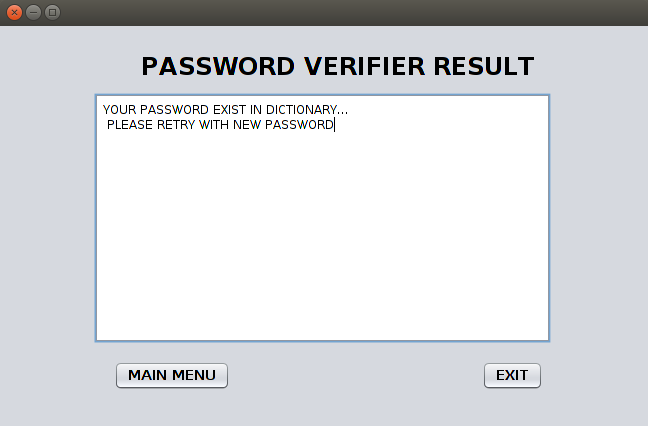 PASSWORD VERIFIER RESULT
YOUR PASSWORD EXIST IN DICTIONARY...
PLEASE RETRY WITH NEW PASSWORD
MAIN MENU
EXIT